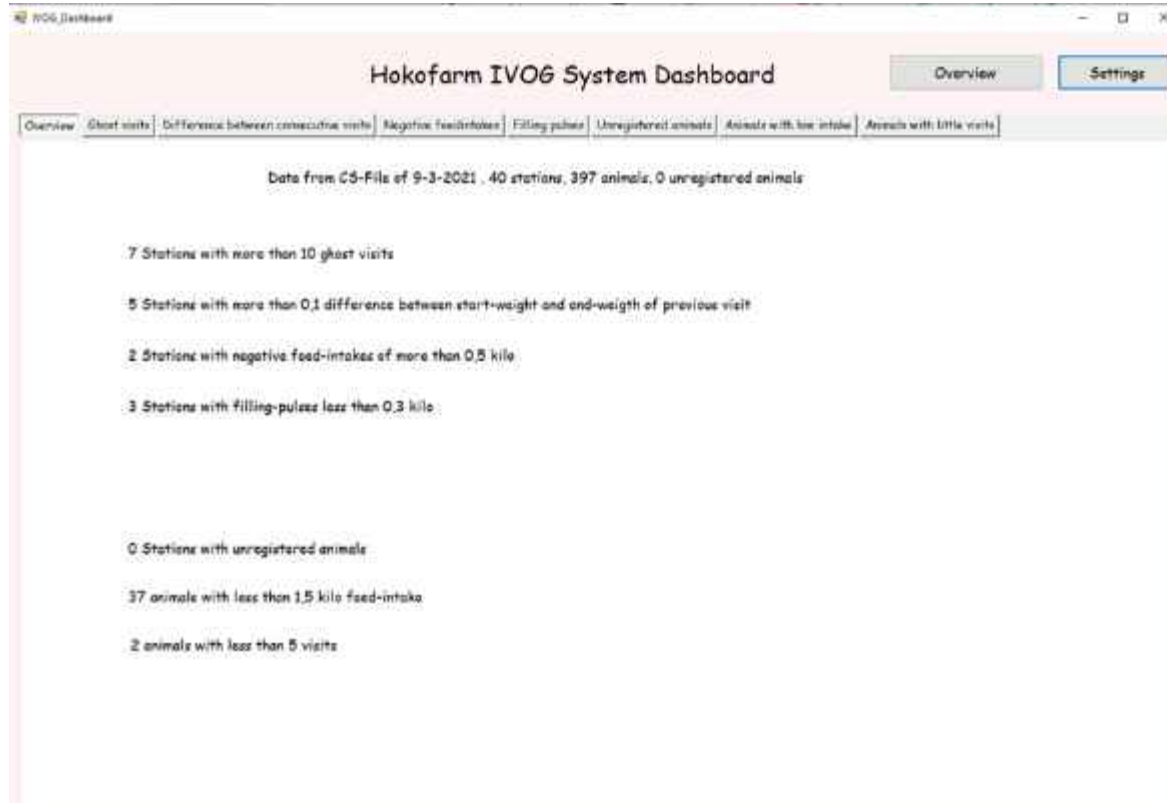 IVOG_Dashboard
Hokofarm IVOG System Dashboard
Overview
Settings
Overview
Ghost visits
Difference between consecutive visits
Negative feedintakes
Filling pulses
Unregistered animals
Animals with low intake
Animals with little visits
Data from CS-File of 9-3-2021 . 40 stations, 397 animals, 0 unregistered animals
7 Stations with more than 10 ghost visits
5 Stations with more than 0,1 difference between start-weight and end-weigth of previous visit
2 Stations with negative feed-intakes of more than 0,5 kilo
3 Stations with filling-pulses less than 0,3 kilo
0 Stations with unregistered animals
37 animals with less than 1,5 kilo feed-intake
2 animals with less than 5 visits